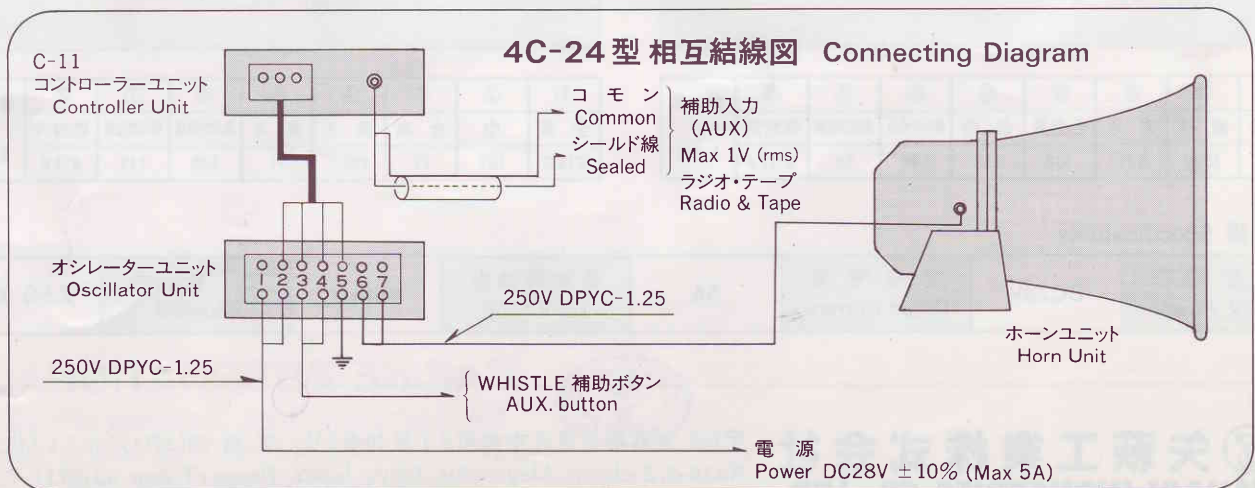 4C-24型 相互結線図 Connecting Diagram
C-11
コントローラーユニット
Controller Unit
コモン
Common
シールド線
Sealed
補助入力
(AUX)
Max 1V (rms)
ラジオ・テープ
Radio & Tape
オシレーターユニット
Oscillator Unit
1 2 3 4 5 6 7
250V DPYC-1.25
ホーンユニット
Horn Unit
250V DPYC-1.25
WHISTLE 補助ボタン
AUX. button
電源
Power DC28V ±10% (Max 5A)